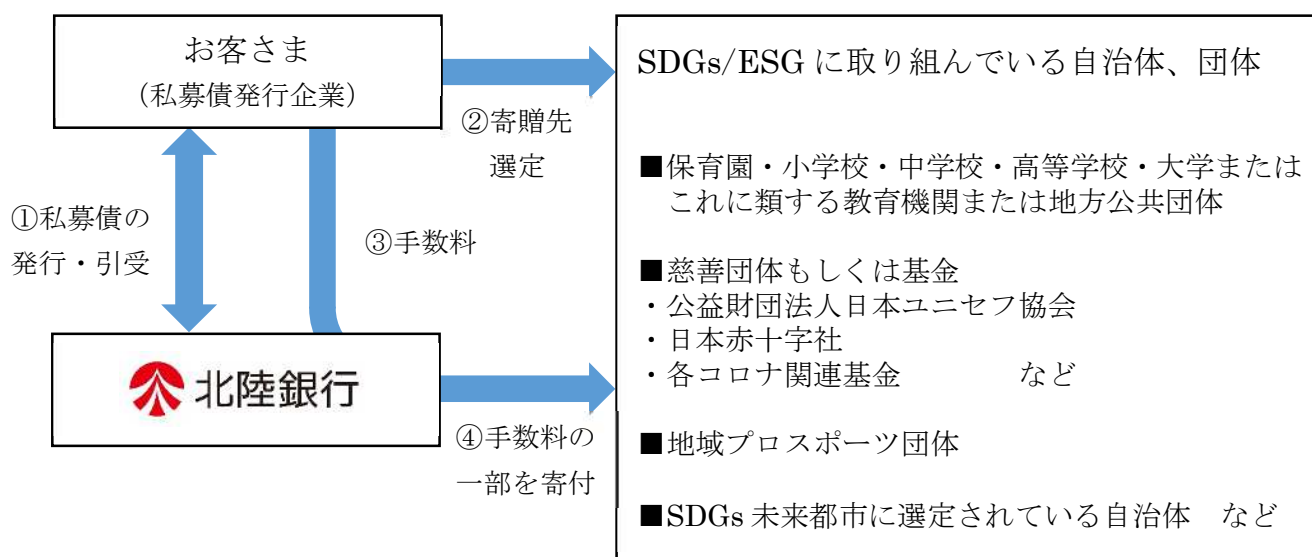 お客さま
(私募債発行企業)
①私募債の
発行・引受
②寄贈先
選定
③手数料
北陸銀行
④手数料の
一部を寄付
SDGs/ESG に取り組んでいる自治体、団体
■保育園・小学校・中学校・高等学校・大学または
これに類する教育機関または地方公共団体
■慈善団体もしくは基金
・公益財団法人日本ユニセフ協会
・日本赤十字社
・各コロナ関連基金　　　　など
■地域プロスポーツ団体
■SDGs 未来都市に選定されている自治体　など